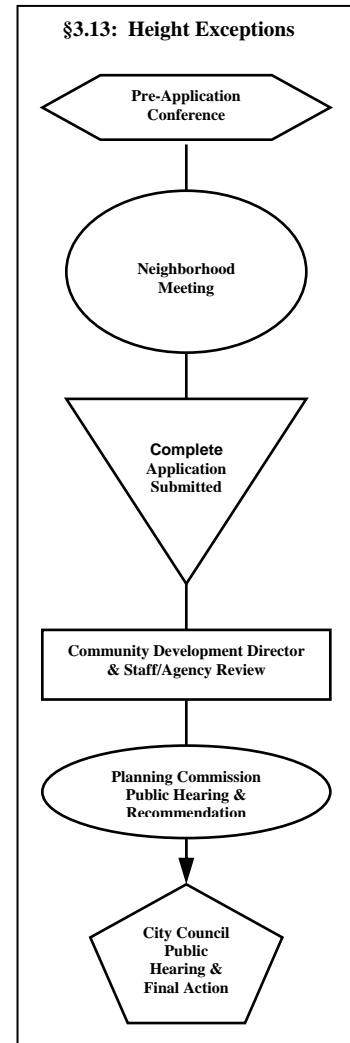 §3.13: Height Exceptions
Pre-Application
Conference
Neighborhood
Meeting
Complete
Application
Submitted
Community Development Director
& Staff/Agency Review
Planning Commission
Public Hearing &
Recommendation
City Council
Public
Hearing &
Final Action